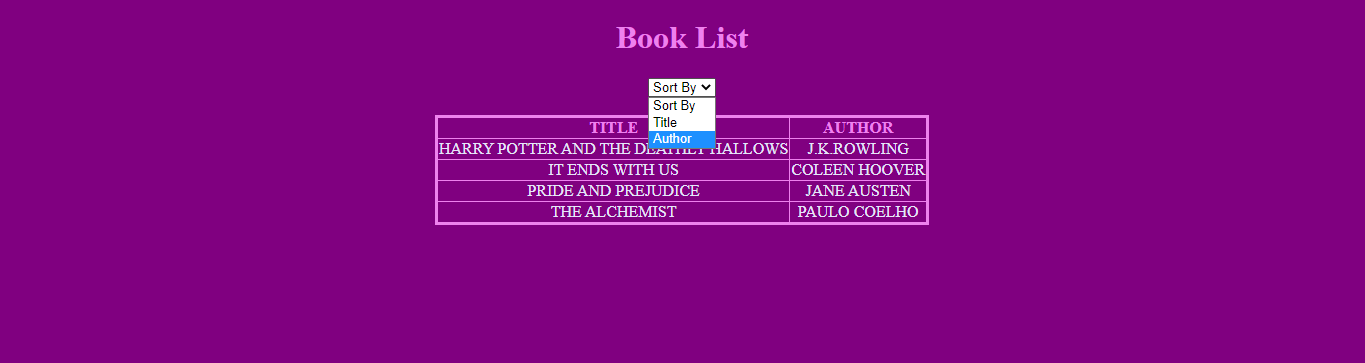 Book List
Sort By
Sort By
Title
Author
TITLE AUTHOR
HARRY POTTER AND THE DEATHLY HALLOWS J.K.ROWLING
IT ENDS WITH US COLEEN HOOVER
PRIDE AND PREJUDICE JANE AUSTEN
THE ALCHEMIST PAULO COELHO